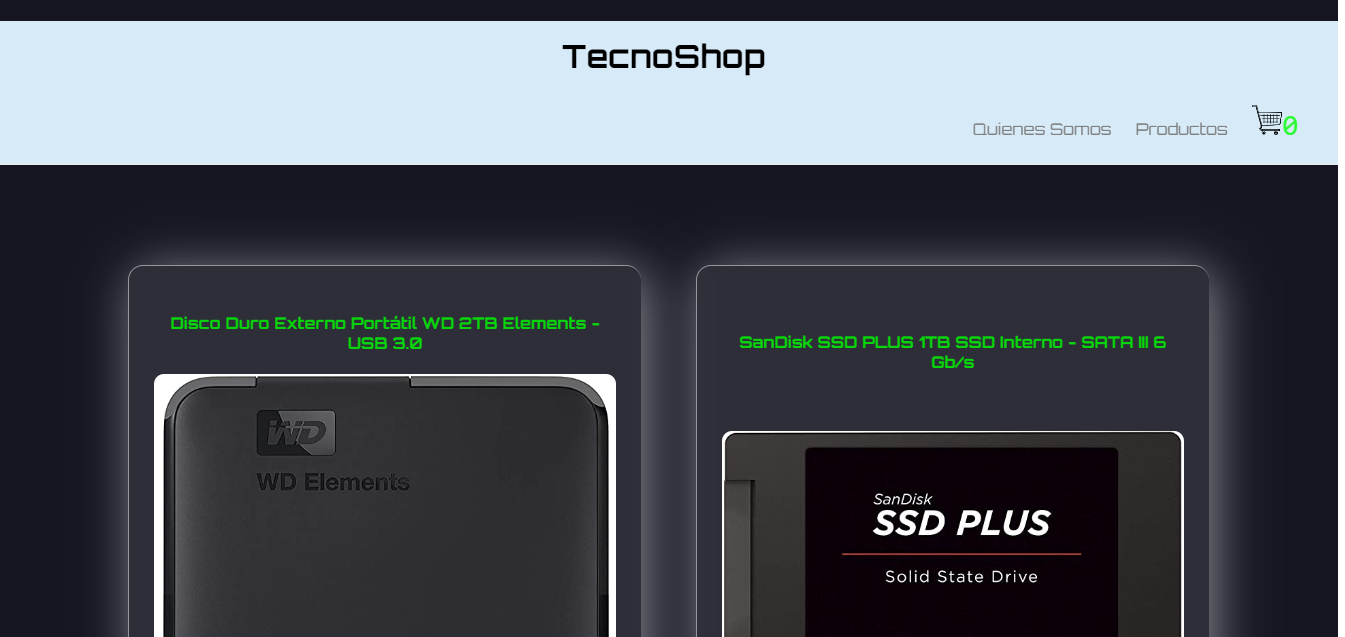 TecnoShop
Quienes Somos Productos 0
Disco Duro Externo Portátil WD 2TB Elements -
USB 3.0
WD
WD Elements
SanDisk SSD PLUS 1TB SSD Interno - SATA III 6
Gb/s
SanDisk
SSD PLUS
Solid State Drive